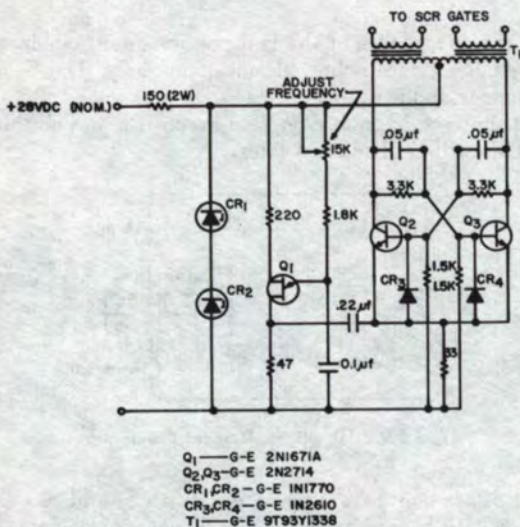 TO SCR GATES
T1
ADJUST
FREQUENCY
+28VDC (NOM.)
150 (2W)
15K
.05µf
.05µf
3.3K
3.3K
CR1
220
1.8K
Q2
Q3
Q1
CR3
1.5K
1.5K
CR4
CR2
.22µf
47
0.1µf
33
Q1—G-E 2N1671A
Q2,Q3—G-E 2N2714
CR1,CR2—G-E 1N1770
CR3,CR4—G-E 1N2610
T1—G-E 9T93Y1338